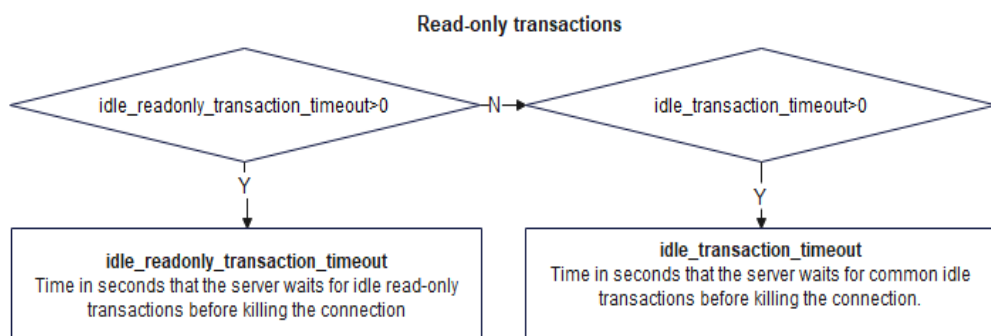 Read-only transactions
idle_readonly_transaction_timeout>0
N
idle_transaction_timeout>0
Y
Y
idle_readonly_transaction_timeout
Time in seconds that the server waits for idle read-only
transactions before killing the connection
idle_transaction_timeout
Time in seconds that the server waits for common idle
transactions before killing the connection.